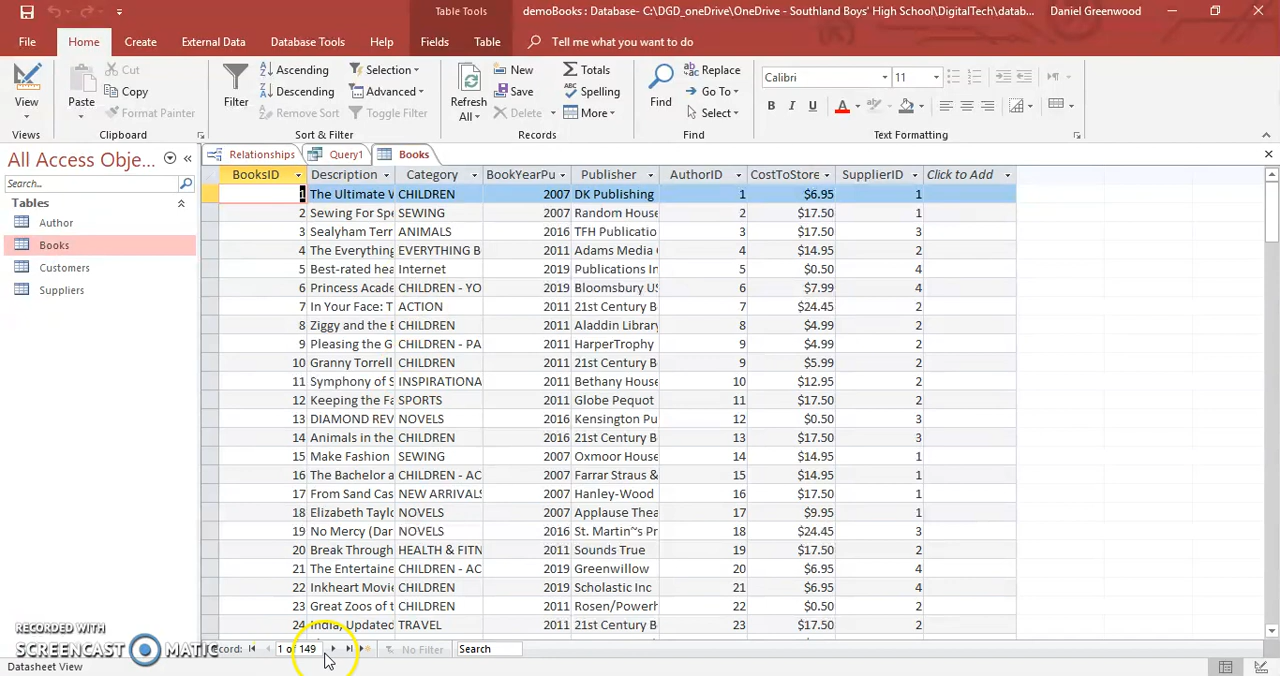 Table Tools
demoBooks : Database- C:\DGD_oneDrive\OneDrive - Southland Boys' High School\DigitalTech\datab...
Daniel Greenwood
File Home Create External Data Database Tools Help Fields Table Tell me what you want to do
View
Views
Paste
Cut
Copy
Format Painter
Clipboard
Filter
Ascending
Descending
Remove Sort
Selection
Advanced
Toggle Filter
Sort & Filter
Refresh
All
New
Save
Delete
Totals
Spelling
More
Records
Find
Replace
Go To
Select
Find
Calibri 11
B I U A
Text Formatting
All Access Obje...
Search...
Tables
Author
Books
Customers
Suppliers
Relationships Query1 Books
BooksID Description Category BookYearPu Publisher AuthorID CostToStore SupplierID Click to Add
1 The Ultimate V CHILDREN 2007 DK Publishing 1 $6.95 1
2 Sewing For Spe SEWING 2007 Random House 2 $17.50 1
3 Sealyham Terr ANIMALS 2016 TFH Publicatio 3 $17.50 3
4 The Everything EVERYTHING B 2011 Adams Media 4 $14.95 2
5 Best-rated hea Internet 2019 Publications In 5 $0.50 4
6 Princess Acade CHILDREN - YO 2019 Bloomsbury US 6 $7.99 4
7 In Your Face: T ACTION 2011 21st Century B 7 $24.45 2
8 Ziggy and the B CHILDREN 2011 Aladdin Library 8 $4.99 2
9 Pleasing the G CHILDREN - PA 2011 HarperTrophy 9 $4.99 2
10 Granny Torrell CHILDREN 2011 21st Century B 9 $5.99 2
11 Symphony of S INSPIRATIONA 2011 Bethany House 10 $12.95 2
12 Keeping the Fa SPORTS 2011 Globe Pequot 11 $17.50 2
13 DIAMOND REV NOVELS 2016 Kensington Pu 12 $0.50 3
14 Animals in the CHILDREN 2016 21st Century B 13 $17.50 3
15 Make Fashion SEWING 2007 Oxmoor House 14 $14.95 1
16 The Bachelor a CHILDREN - AC 2007 Farrar Straus & 15 $14.95 1
17 From Sand Cas NEW ARRIVALS 2007 Hanley-Wood 16 $17.50 1
18 Elizabeth Taylo NOVELS 2007 Applause Thea 17 $9.95 1
19 No Mercy (Dar NOVELS 2016 St. Martin~s Pr 18 $24.45 3
20 Break Through HEALTH & FITN 2011 Sounds True 19 $17.50 2
21 The Entertaine CHILDREN - AC 2019 Greenwillow 20 $6.95 4
22 Inkheart Movie CHILDREN 2019 Scholastic Inc 21 $6.95 4
23 Great Zoos of t CHILDREN 2011 Rosen/Powerh 22 $0.50 2
24 India, Updated TRAVEL 2011 21st Century B 23 $17.50 2
RECORDED WITH
SCREENCAST MATIC
Record: 1 of 149 No Filter Search
Datasheet View